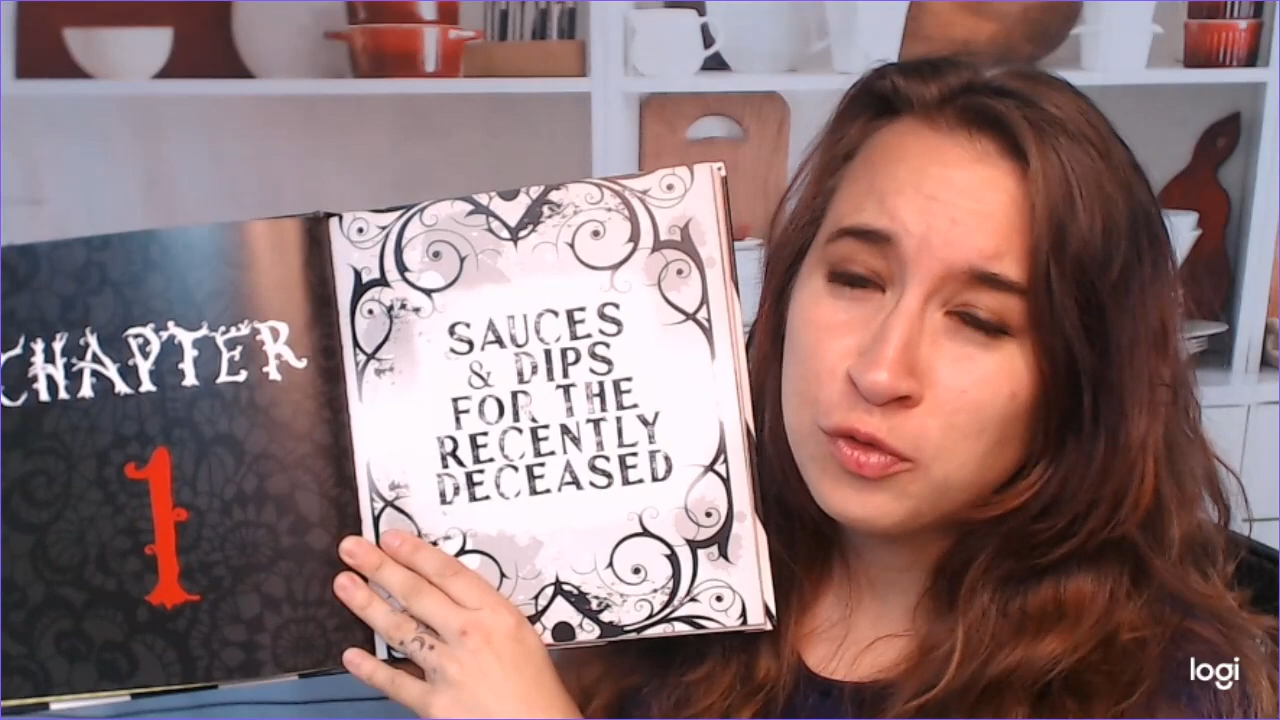 CHAPTER
1
SAUCES
& DIPS
FOR THE
RECENTLY
DECEASED
logi